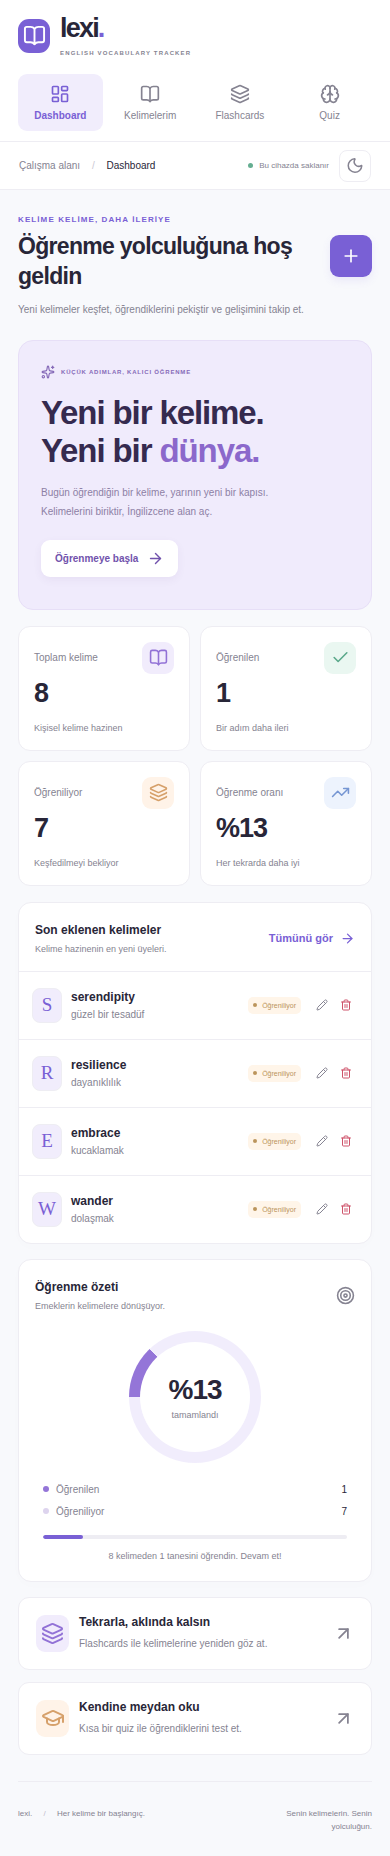 lexi.
ENGLISH VOCABULARY TRACKER
Dashboard
Kelimelerim
Flashcards
Quiz
Çalışma alanı / Dashboard
Bu cihazda saklanır
KELİME KELİME, DAHA İLERİYE
Öğrenme yolculuğuna hoş
geldin
Yeni kelimeler keşfet, öğrendiklerini pekiştir ve gelişimini takip et.
KÜÇÜK ADIMLAR, KALICI ÖĞRENME
Yeni bir kelime.
Yeni bir dünya.
Bugün öğrendiğin bir kelime, yarının yeni bir kapısı.
Kelimelerini biriktir, İngilizcene alan aç.
Öğrenmeye başla
Toplam kelime
8
Kişisel kelime hazinen
Öğrenilen
1
Bir adım daha ileri
Öğreniliyor
7
Keşfedilmeyi bekliyor
Öğrenme oranı
%13
Her tekrarda daha iyi
Son eklenen kelimeler
Kelime hazinenin en yeni üyeleri.
Tümünü gör
S
serendipity
güzel bir tesadüf
Öğreniliyor
R
resilience
dayanıklılık
Öğreniliyor
E
embrace
kucaklamak
Öğreniliyor
W
wander
dolaşmak
Öğreniliyor
Öğrenme özeti
Emeklerin kelimelere dönüşüyor.
%13
tamamlandı
Öğrenilen 1
Öğreniliyor 7
8 kelimeden 1 tanesini öğrendin. Devam et!
Tekrarla, aklında kalsın
Flashcards ile kelimelerine yeniden göz at.
Kendine meydan oku
Kısa bir quiz ile öğrendiklerini test et.
lexi. / Her kelime bir başlangıç.
Senin kelimelerin. Senin
yolculuğun.